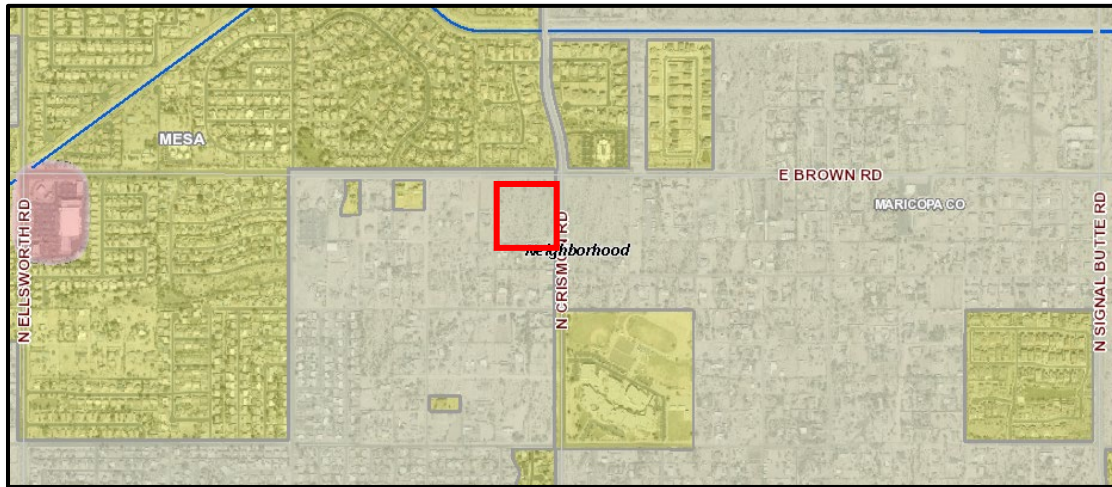 MESA
E BROWN RD
MARICOPA CO
N ELLSWORTH RD
N CRISMON RD
Neighborhood
N SIGNAL BUTTE RD